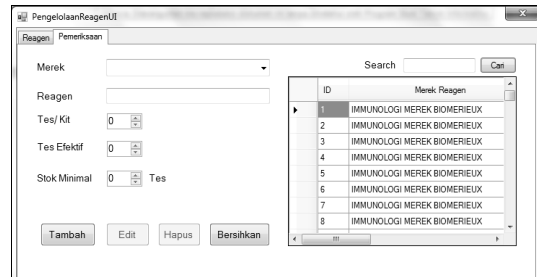 PengelolaanReagenUI
Reagen Pemeriksaan
Merek
Search Cari
Reagen
Tes/ Kit 0
Tes Efektif 0
Stok Minimal 0 Tes
Tambah Edit Hapus Bersihkan
ID Merek Reagen
1 IMMUNOLOGI MEREK BIOMERIEUX
2 IMMUNOLOGI MEREK BIOMERIEUX
3 IMMUNOLOGI MEREK BIOMERIEUX
4 IMMUNOLOGI MEREK BIOMERIEUX
5 IMMUNOLOGI MEREK BIOMERIEUX
6 IMMUNOLOGI MEREK BIOMERIEUX
7 IMMUNOLOGI MEREK BIOMERIEUX
8 IMMUNOLOGI MEREK BIOMERIEUX